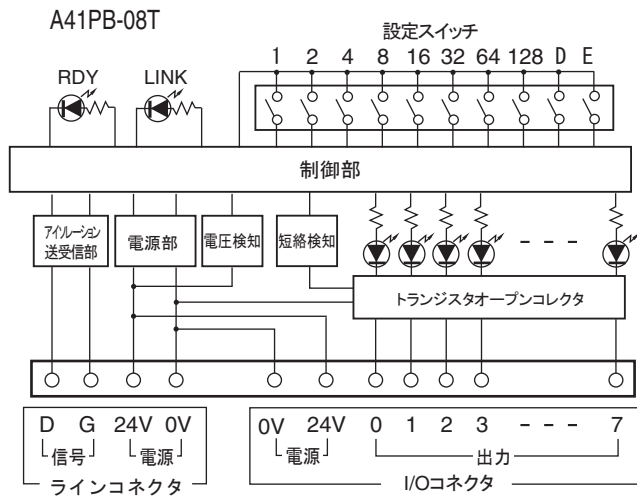 A41PB-08T
設定スイッチ
1 2 4 8 16 32 64 128 D E
RDY LINK
制御部
アイソレーション
送受信部
電源部
電圧検知
短絡検知
- - -
トランジスタオープンコレクタ
D G 24V 0V
信号 電源
ラインコネクタ
0V 24V 0 1 2 3 - - - 7
電源 出力
I/Oコネクタ